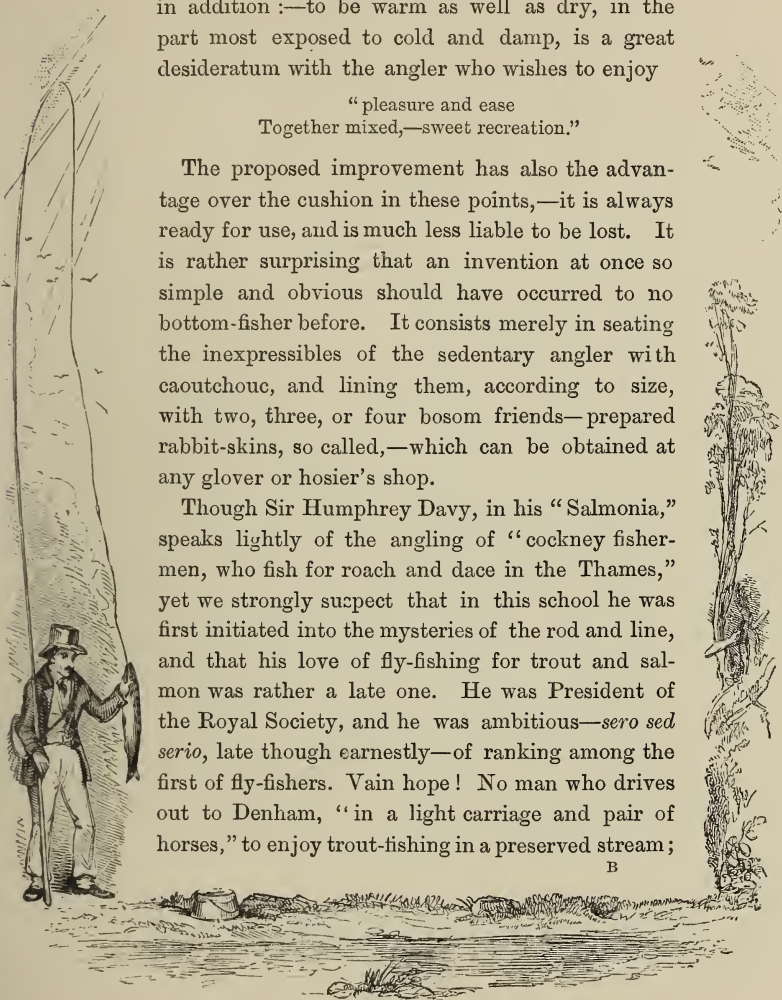 in addition :—to be warm as well as dry, in the
part most exposed to cold and damp, is a great
desideratum with the angler who wishes to enjoy
“pleasure and ease
Together mixed,—sweet recreation.”
The proposed improvement has also the advan-
tage over the cushion in these points,—it is always
ready for use, and is much less liable to be lost. It
is rather surprising that an invention at once so
simple and obvious should have occurred to no
bottom-fisher before. It consists merely in seating
the inexpressibles of the sedentary angler with
caoutchouc, and lining them, according to size,
with two, three, or four bosom friends—prepared
rabbit-skins, so called,—which can be obtained at
any glover or hosier’s shop.
Though Sir Humphrey Davy, in his “Salmonia,”
speaks lightly of the angling of “cockney fisher-
men, who fish for roach and dace in the Thames,”
yet we strongly suspect that in this school he was
first initiated into the mysteries of the rod and line,
and that his love of fly-fishing for trout and sal-
mon was rather a late one. He was President of
the Royal Society, and he was ambitious—sero sed
serio, late though earnestly—of ranking among the
first of fly-fishers. Vain hope! No man who drives
out to Denham, “in a light carriage and pair of
horses,” to enjoy trout-fishing in a preserved stream;
B